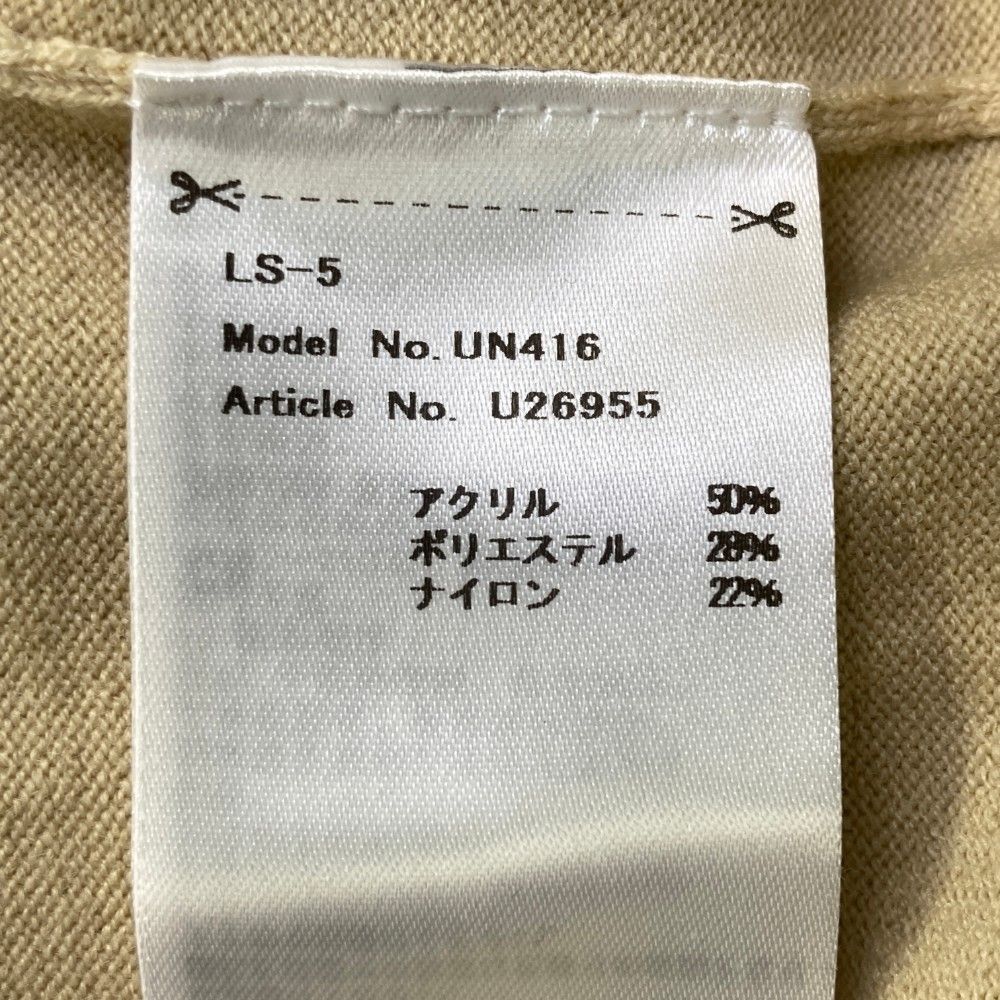 LS-5
Model No. UN416
Article No. U26955
アクリル 50%
ポリエステル 28%
ナイロン 22%